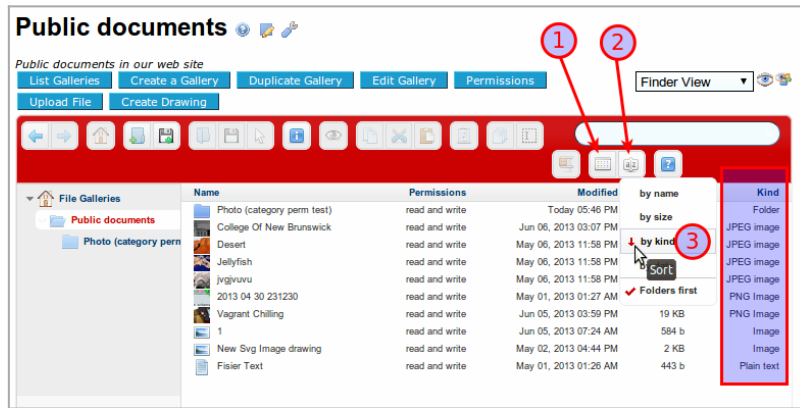 Public documents
1 2
Public documents in our web site
List Galleries Create a Gallery Duplicate Gallery Edit Gallery Permissions Finder View
Upload File Create Drawing
File Galleries
Public documents
Photo (category perm
Name Permissions Modified Kind
Photo (category perm test) read and write Today 05:46 PM Folder
College Of New Brunswick read and write Jun 06, 2013 03:07 PM JPEG image
Desert read and write May 06, 2013 11:58 PM JPEG image
Jellyfish read and write May 06, 2013 11:58 PM JPEG image
jvgjvuvu read and write May 06, 2013 11:58 PM JPEG image
2013 04 30 231230 read and write May 01, 2013 01:27 AM PNG Image
Vagrant Chilling read and write Jun 05, 2013 03:59 PM 19 KB PNG Image
1 read and write Jun 05, 2013 07:24 AM 584 b Image
New Svg Image drawing read and write May 02, 2013 04:44 PM 2 KB Image
Fisier Text read and write May 01, 2013 01:26 AM 443 b Plain text
by name
by size
by kind 3
Sort
Folders first